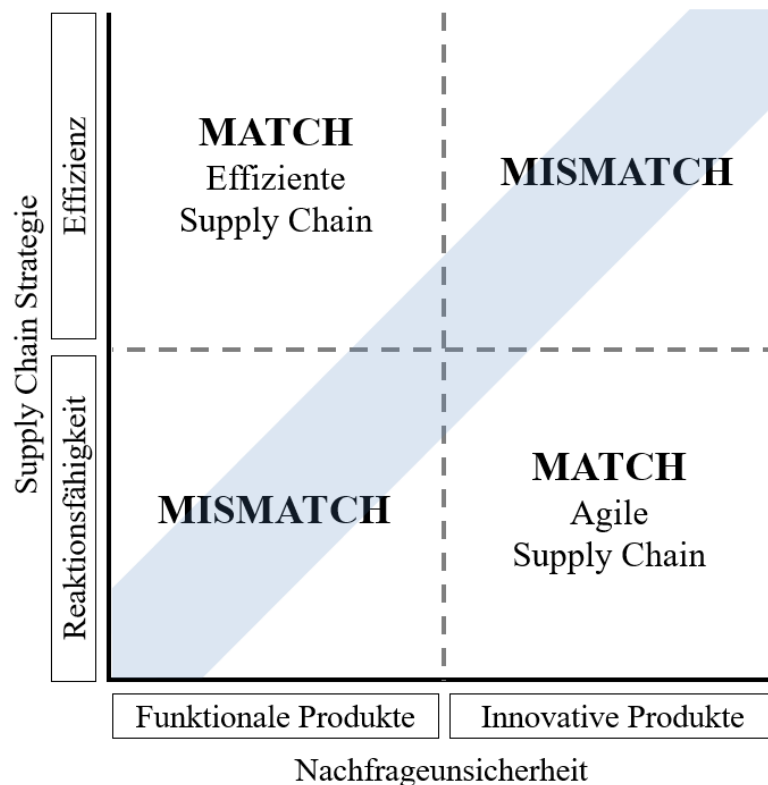 Supply Chain Strategie
Effizienz
Reaktionsfähigkeit
MATCH
Effiziente
Supply Chain
MISMATCH
MISMATCH
MATCH
Agile
Supply Chain
Funktionale Produkte
Innovative Produkte
Nachfrageunsicherheit